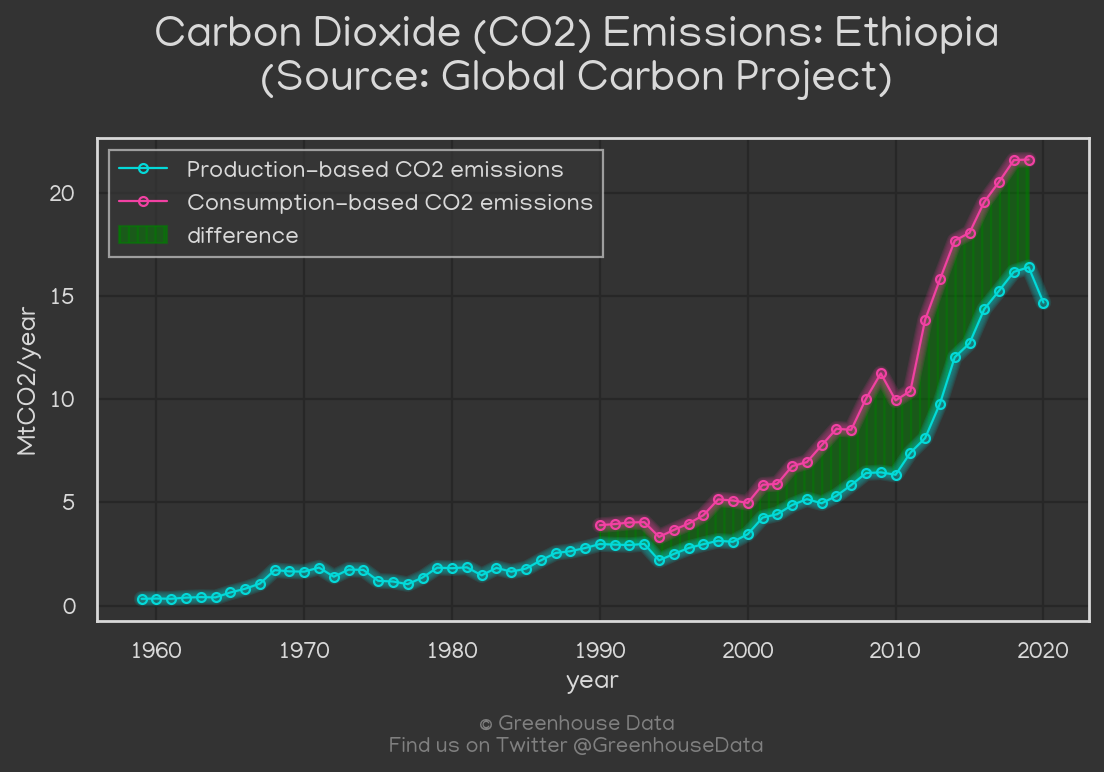 Carbon Dioxide (CO2) Emissions: Ethiopia
(Source: Global Carbon Project)
Production-based CO2 emissions
Consumption-based CO2 emissions
difference
20
15
10
5
0
MtCO2/year
1960 1970 1980 1990 2000 2010 2020
year
© Greenhouse Data
Find us on Twitter @GreenhouseData